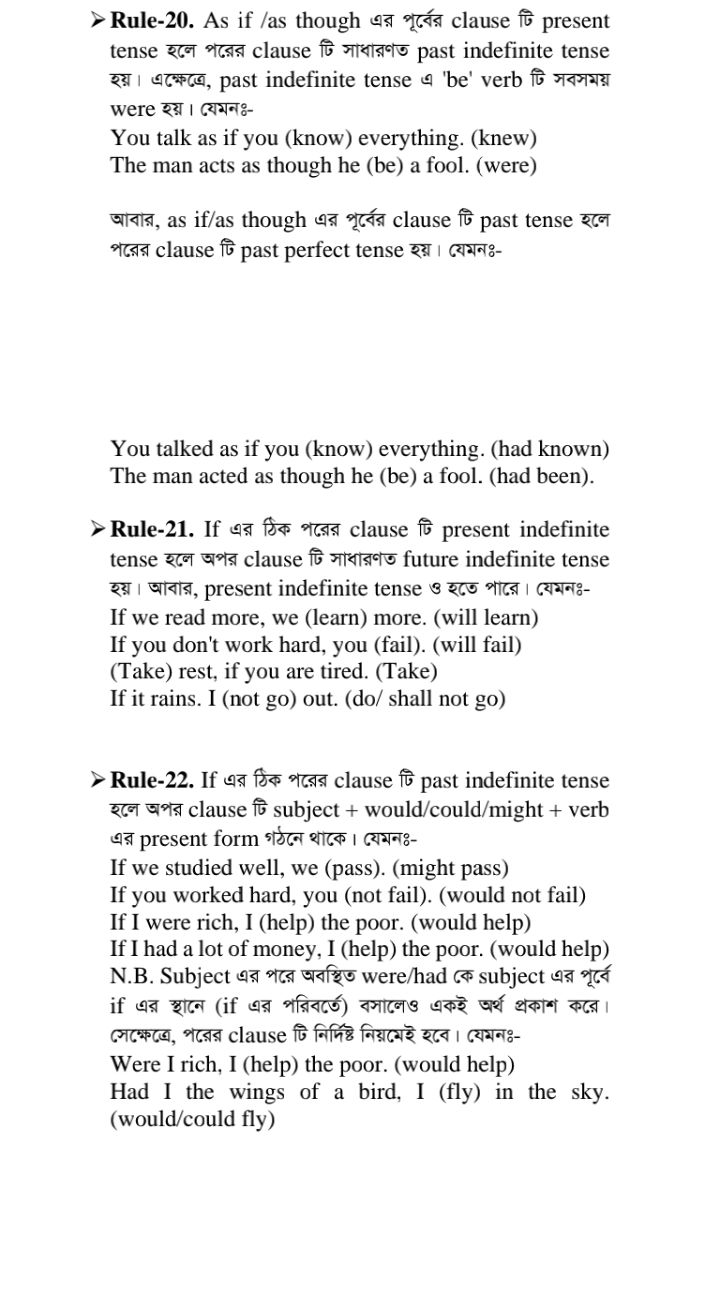 ➢ Rule-20. As if /as though এর পূর্বের clause টি present
tense হলে পরের clause টি সাধারণত past indefinite tense
হয়। এক্ষেত্রে, past indefinite tense এ 'be' verb টি সবসময়
were হয়। যেমনঃ-
You talk as if you (know) everything. (knew)
The man acts as though he (be) a fool. (were)
আবার, as if/as though এর পূর্বের clause টি past tense হলে
পরের clause টি past perfect tense হয়। যেমনঃ-
You talked as if you (know) everything. (had known)
The man acted as though he (be) a fool. (had been).
➢ Rule-21. If এর ঠিক পরের clause টি present indefinite
tense হলে অপর clause টি সাধারণত future indefinite tense
হয়। আবার, present indefinite tense ও হতে পারে। যেমনঃ-
If we read more, we (learn) more. (will learn)
If you don't work hard, you (fail). (will fail)
(Take) rest, if you are tired. (Take)
If it rains. I (not go) out. (do/ shall not go)
➢ Rule-22. If এর ঠিক পরের clause টি past indefinite tense
হলে অপর clause টি subject + would/could/might + verb
এর present form গঠনে থাকে। যেমনঃ-
If we studied well, we (pass). (might pass)
If you worked hard, you (not fail). (would not fail)
If I were rich, I (help) the poor. (would help)
If I had a lot of money, I (help) the poor. (would help)
N.B. Subject এর পরে অবস্থিত were/had কে subject এর পূর্বে
if এর স্থানে (if এর পরিবর্তে) বসালেও একই অর্থ প্রকাশ করে।
সেক্ষেত্রে, পরের clause টি নির্দিষ্ট নিয়মেই হবে। যেমনঃ-
Were I rich, I (help) the poor. (would help)
Had I the wings of a bird, I (fly) in the sky.
(would/could fly)